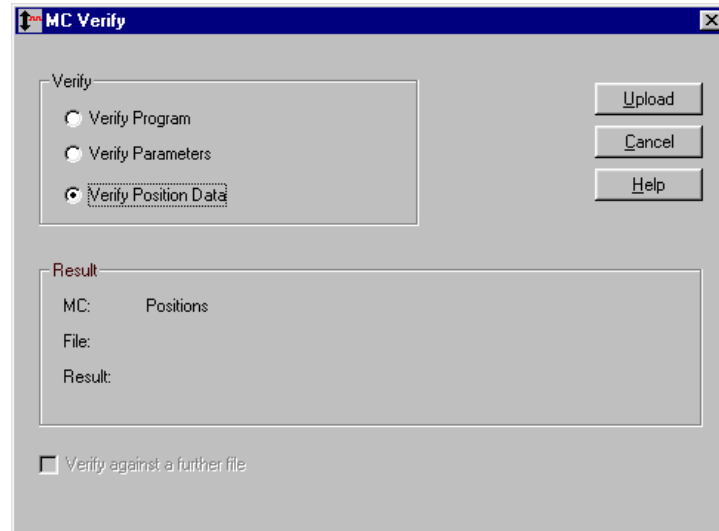 MC Verify
Verify
Verify Program
Verify Parameters
Verify Position Data
Upload
Cancel
Help
Result
MC: Positions
File:
Result:
Verify against a further file